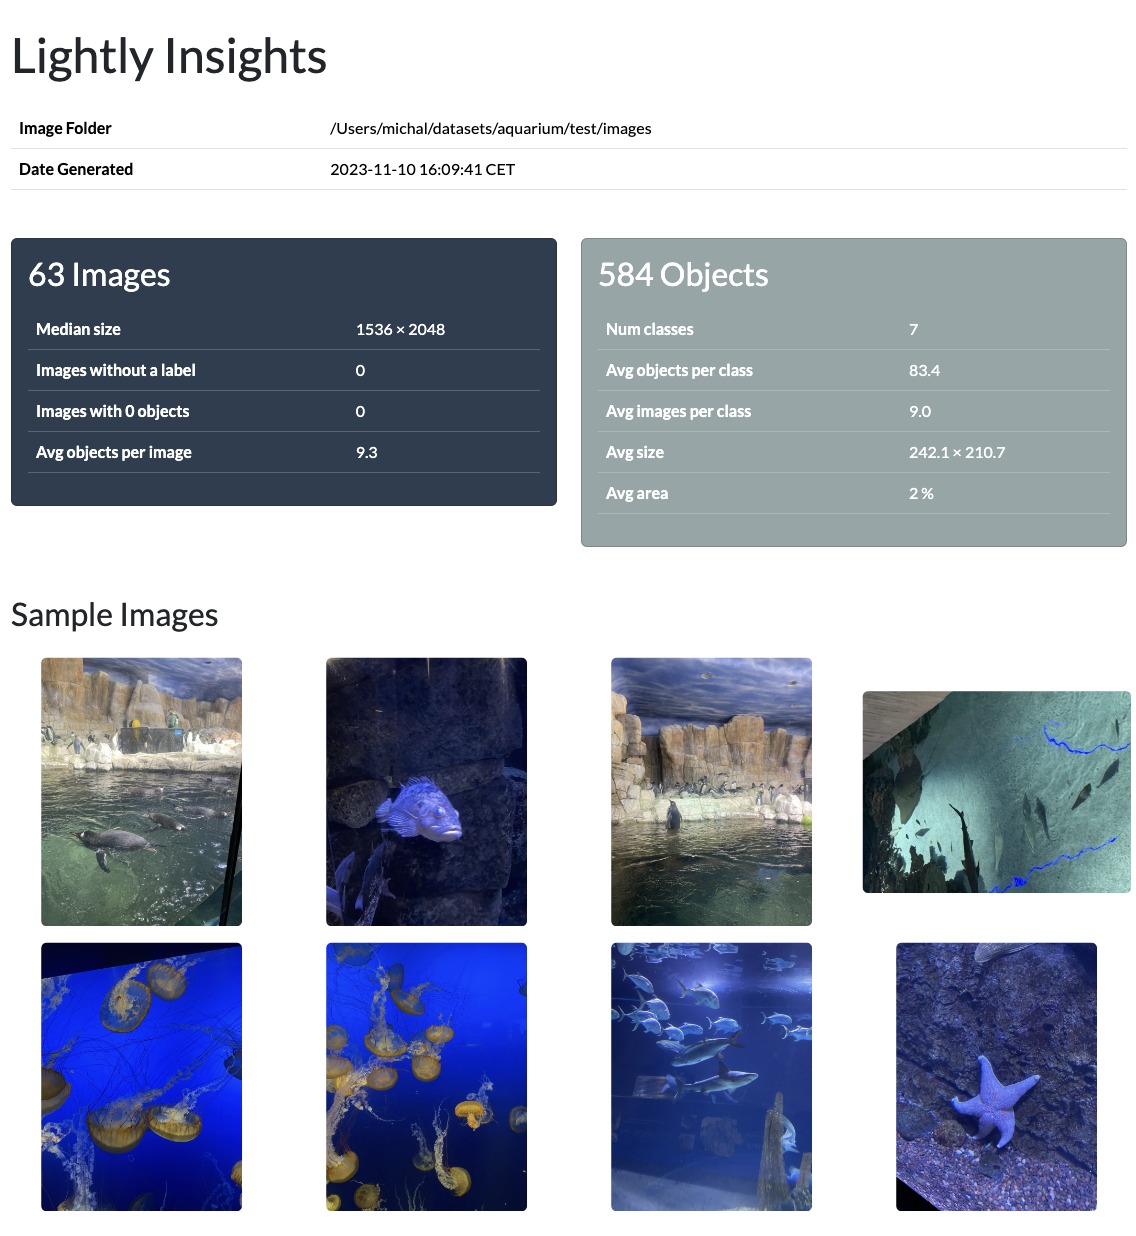 Lightly Insights
Image Folder /Users/michal/datasets/aquarium/test/images
Date Generated 2023-11-10 16:09:41 CET
63 Images
Median size 1536 × 2048
Images without a label 0
Images with 0 objects 0
Avg objects per image 9.3
584 Objects
Num classes 7
Avg objects per class 83.4
Avg images per class 9.0
Avg size 242.1 × 210.7
Avg area 2 %
Sample Images